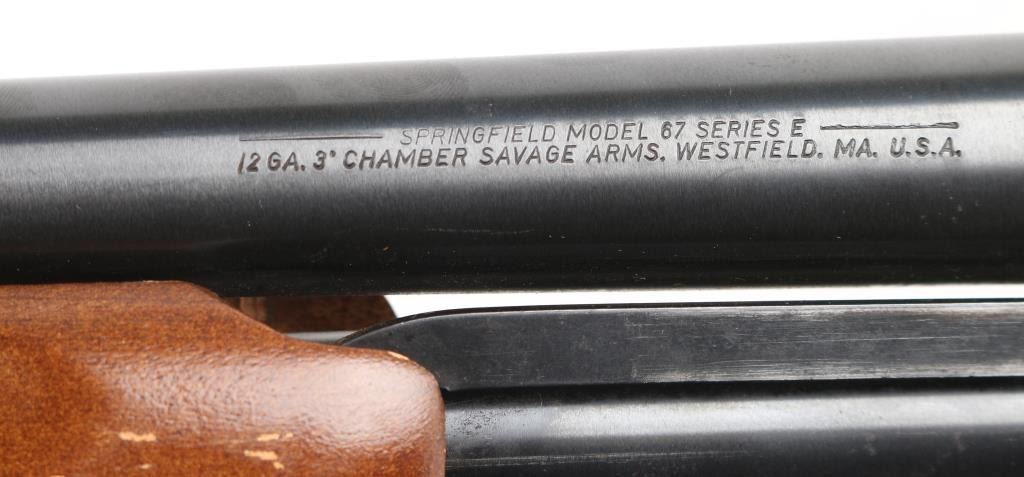 SPRINGFIELD MODEL 67 SERIES E
12 GA. 3" CHAMBER SAVAGE ARMS. WESTFIELD. MA. U.S.A.